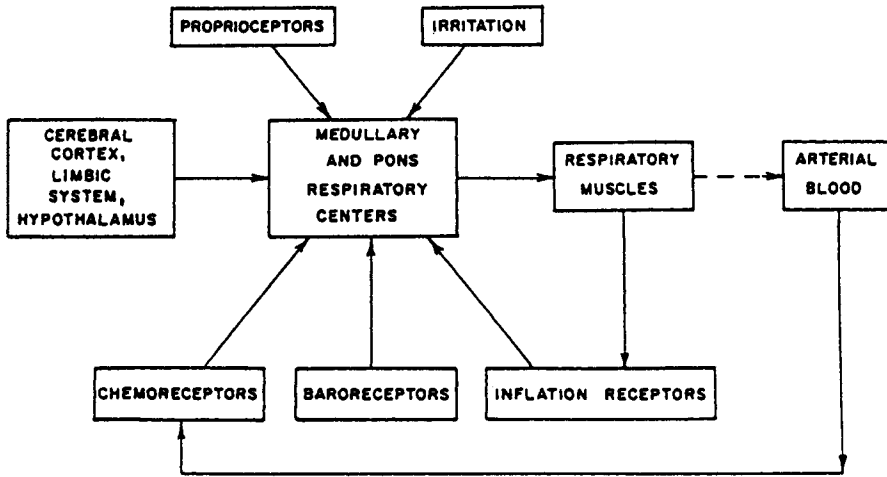 PROPRIOCEPTORS
IRRITATION
CEREBRAL
CORTEX,
LIMBIC
SYSTEM,
HYPOTHALAMUS
MEDULLARY
AND PONS
RESPIRATORY
CENTERS
RESPIRATORY
MUSCLES
ARTERIAL
BLOOD
CHEMORECEPTORS
BARORECEPTORS
INFLATION RECEPTORS